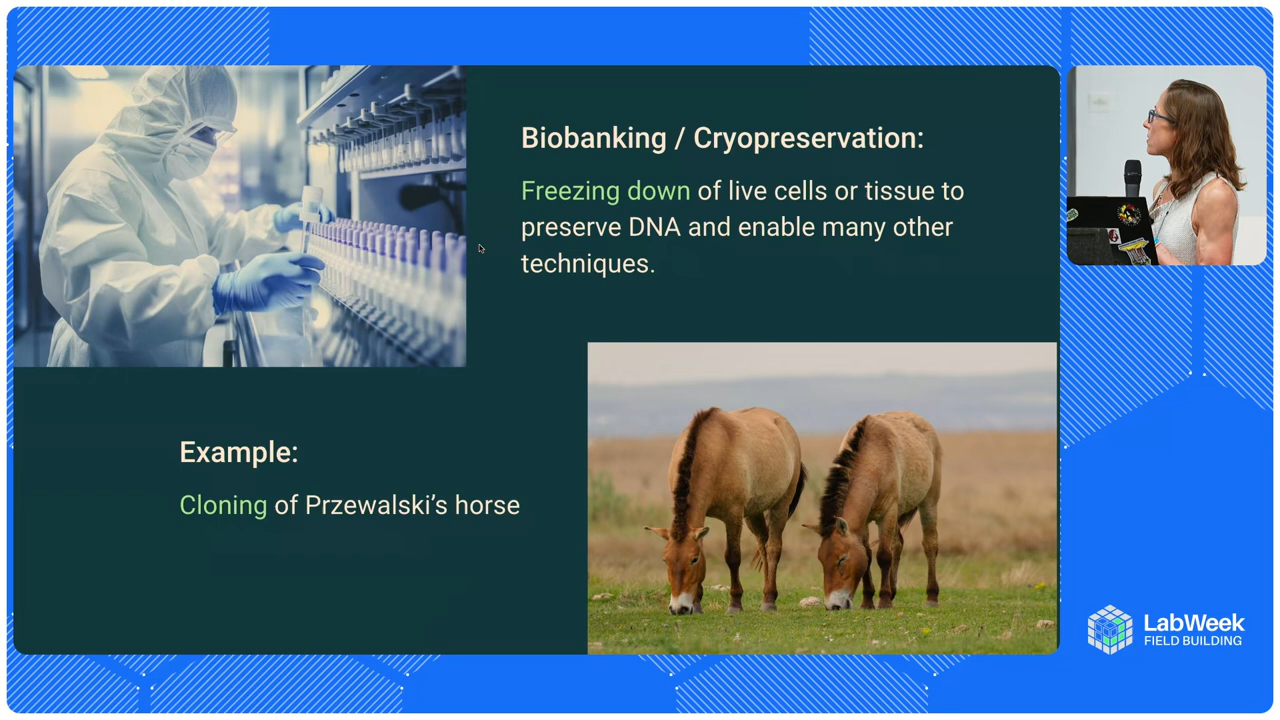 Biobanking / Cryopreservation:
Freezing down of live cells or tissue to
preserve DNA and enable many other
techniques.
Example:
Cloning of Przewalski’s horse
LabWeek
FIELD BUILDING